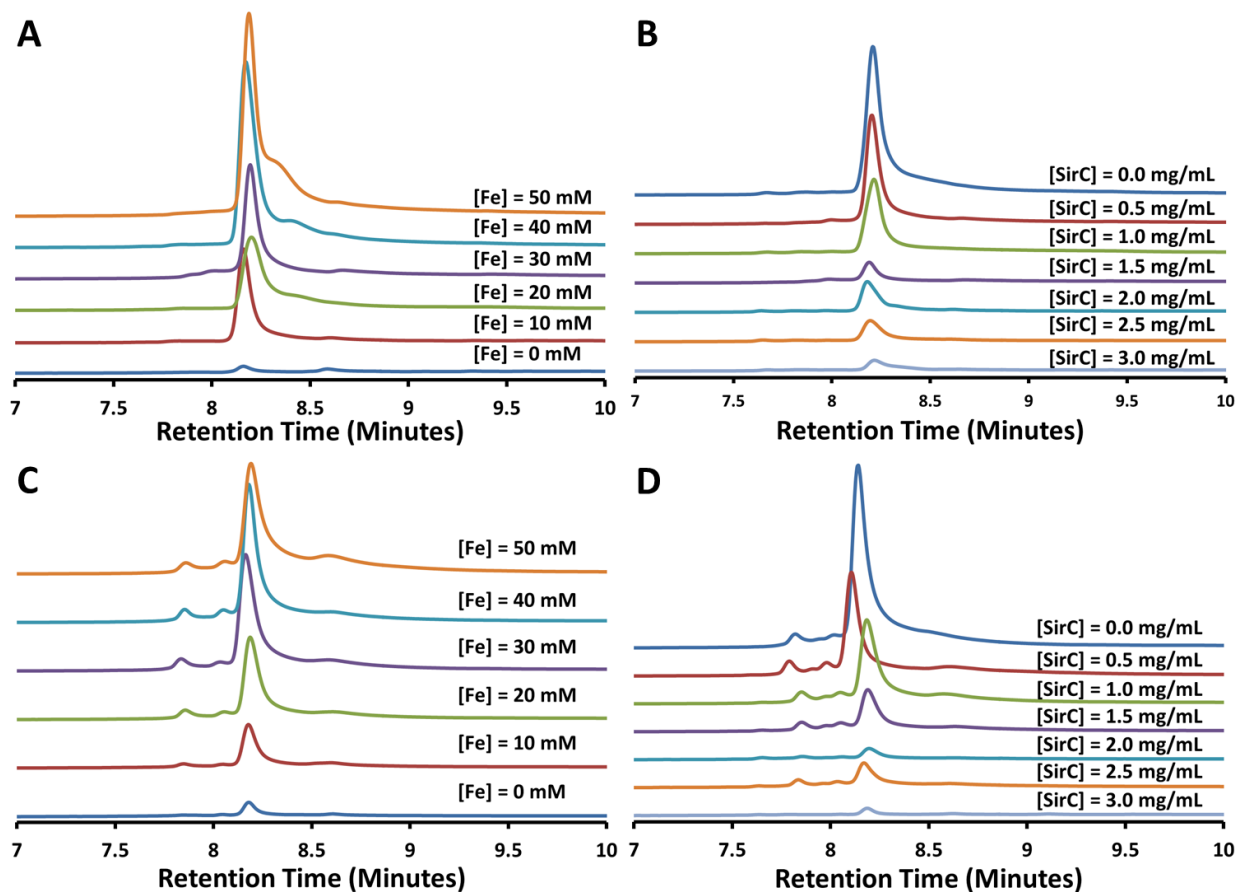 A
[Fe] = 50 mM
[Fe] = 40 mM
[Fe] = 30 mM
[Fe] = 20 mM
[Fe] = 10 mM
[Fe] = 0 mM
7 7.5 8 8.5 9 9.5 10
Retention Time (Minutes)
B
[SirC] = 0.0 mg/mL
[SirC] = 0.5 mg/mL
[SirC] = 1.0 mg/mL
[SirC] = 1.5 mg/mL
[SirC] = 2.0 mg/mL
[SirC] = 2.5 mg/mL
[SirC] = 3.0 mg/mL
7 7.5 8 8.5 9 9.5 10
Retention Time (Minutes)
C
[Fe] = 50 mM
[Fe] = 40 mM
[Fe] = 30 mM
[Fe] = 20 mM
[Fe] = 10 mM
[Fe] = 0 mM
7 7.5 8 8.5 9 9.5 10
Retention Time (Minutes)
D
[SirC] = 0.0 mg/mL
[SirC] = 0.5 mg/mL
[SirC] = 1.0 mg/mL
[SirC] = 1.5 mg/mL
[SirC] = 2.0 mg/mL
[SirC] = 2.5 mg/mL
[SirC] = 3.0 mg/mL
7 7.5 8 8.5 9 9.5 10
Retention Time (Minutes)